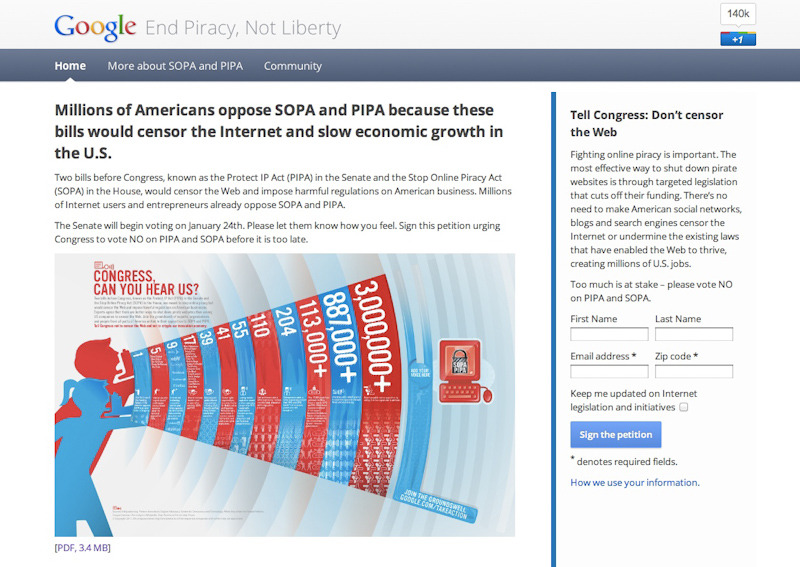 Google End Piracy, Not Liberty
140k
+1
Home
More about SOPA and PIPA
Community
Millions of Americans oppose SOPA and PIPA because these
bills would censor the Internet and slow economic growth in
the U.S.
Two bills before Congress, known as the Protect IP Act (PIPA) in the Senate and the Stop Online Piracy Act
(SOPA) in the House, would censor the Web and impose harmful regulations on American business. Millions
of Internet users and entrepreneurs already oppose SOPA and PIPA.
The Senate will begin voting on January 24th. Please let them know how you feel. Sign this petition urging
Congress to vote NO on PIPA and SOPA before it is too late.
CONGRESS,
CAN YOU HEAR US?
1
5
9
17
39
41
55
110
204
113,000+
887,000+
3,000,000+
STOP
SOPA
PIPA
JOIN THE GROUNDSWELL
GOOGLE.COM/TAKEACTION
[PDF, 3.4 MB]
Tell Congress: Don't censor
the Web
Fighting online piracy is important. The
most effective way to shut down pirate
websites is through targeted legislation
that cuts off their funding. There's no
need to make American social networks,
blogs and search engines censor the
Internet or undermine the existing laws
that have enabled the Web to thrive,
creating millions of U.S. jobs.
Too much is at stake – please vote NO
on PIPA and SOPA.
First Name
Last Name
Email address *
Zip code *
Keep me updated on Internet
legislation and initiatives
Sign the petition
* denotes required fields.
How we use your information.